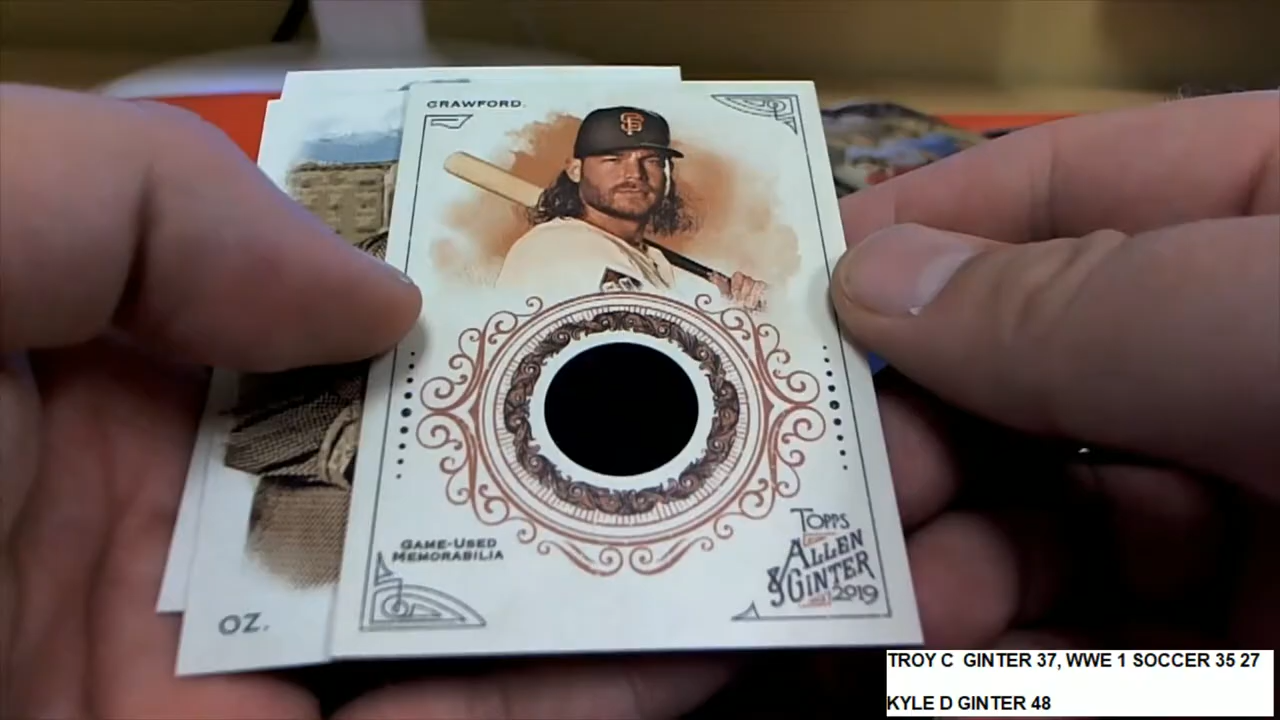 CRAWFORD.
SF
GAME-USED
MEMORABILIA
TOPPS
ALLEN
& GINTER
2019
OZ.
TROY C  GINTER 37, WWE 1 SOCCER 35 27
KYLE D GINTER 48